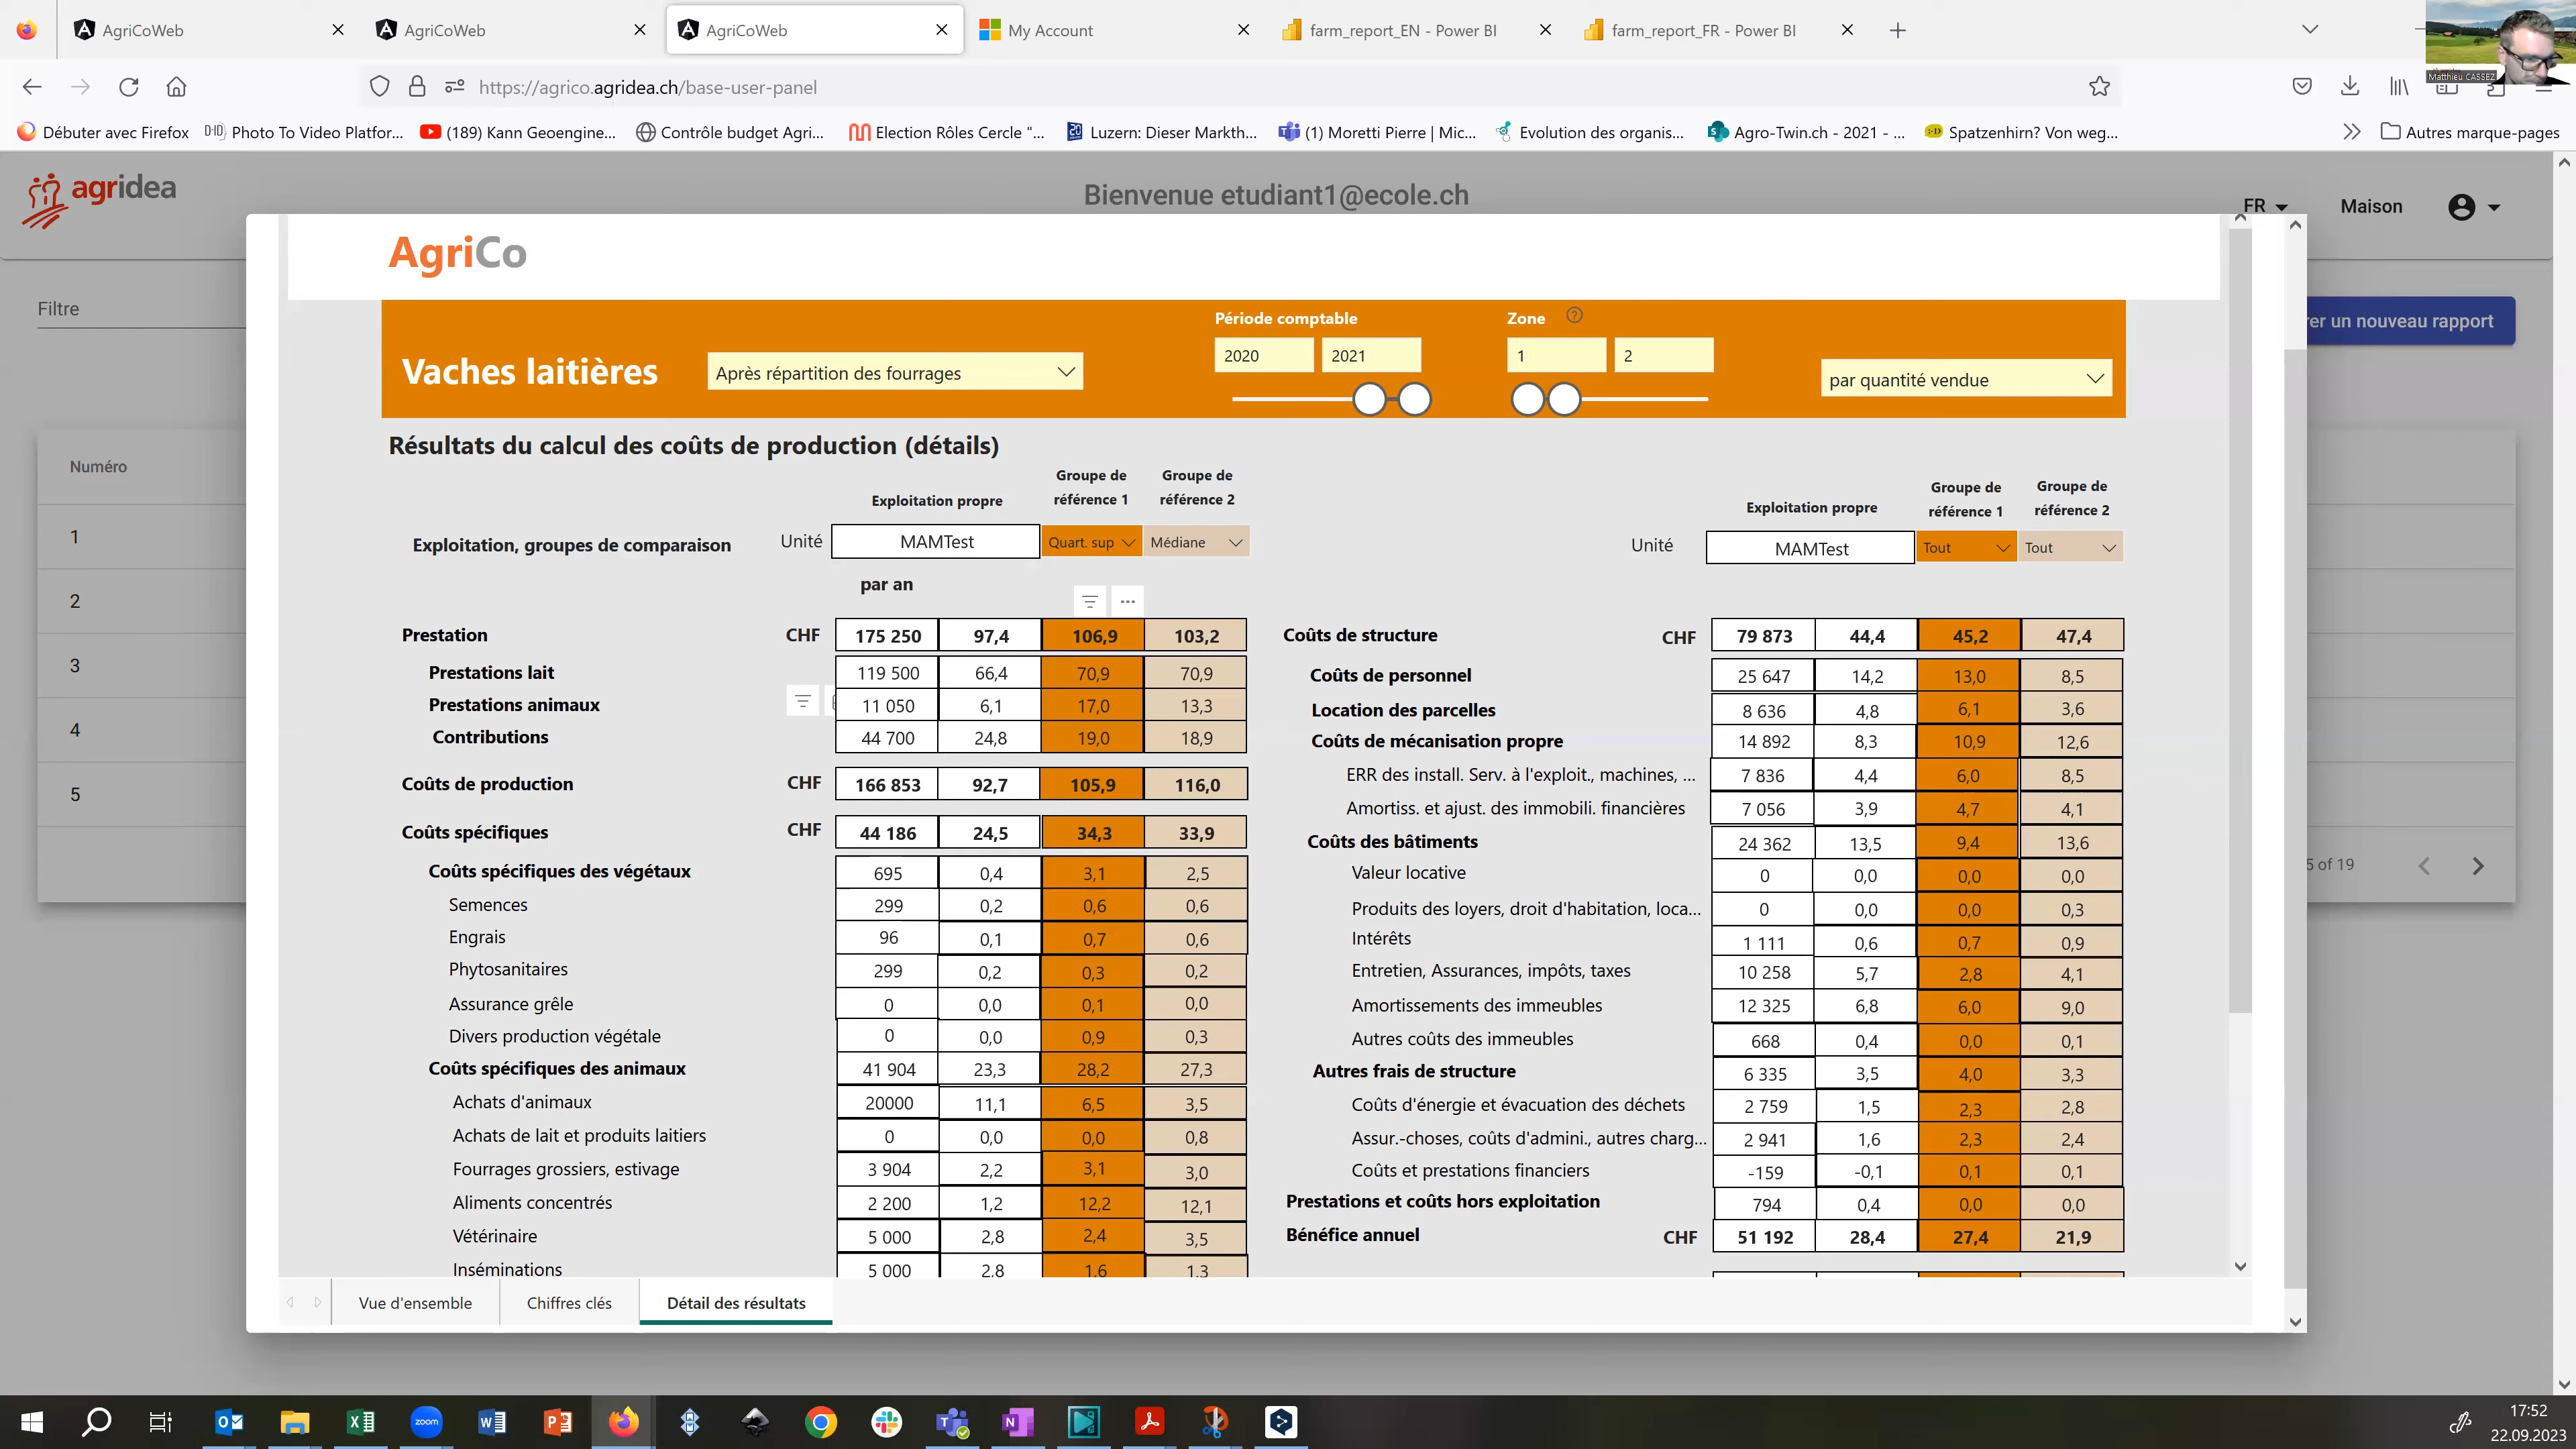 AgriCoWeb
AgriCoWeb
AgriCoWeb
My Account
farm_report_EN - Power BI
farm_report_FR - Power BI
Matthieu CASSEZ
https://agrico.agridea.ch/base-user-panel
Débuter avec Firefox
Photo To Video Platfor...
(189) Kann Geoengine...
Contrôle budget Agri...
Election Rôles Cercle "...
Luzern: Dieser Markth...
(1) Moretti Pierre | Mic...
Evolution des organis...
Agro-Twin.ch - 2021 - ...
Spatzenhirn? Von weg...
Autres marque-pages
agridea
Bienvenue etudiant1@ecole.ch
FR
Maison
Filtre
rer un nouveau rapport
Numéro
1
2
3
4
5
5 of 19
AgriCo
Vaches laitières
Après répartition des fourrages
Période comptable
2020 2021
Zone
1 2
par quantité vendue
Résultats du calcul des coûts de production (détails)
Exploitation propre
Groupe de référence 1
Groupe de référence 2
Exploitation, groupes de comparaison
Unité MAMTest Quart. sup Médiane
par an
Prestation CHF 175 250 97,4 106,9 103,2
Prestations lait 119 500 66,4 70,9 70,9
Prestations animaux 11 050 6,1 17,0 13,3
Contributions 44 700 24,8 19,0 18,9
Coûts de production CHF 166 853 92,7 105,9 116,0
Coûts spécifiques CHF 44 186 24,5 34,3 33,9
Coûts spécifiques des végétaux 695 0,4 3,1 2,5
Semences 299 0,2 0,6 0,6
Engrais 96 0,1 0,7 0,6
Phytosanitaires 299 0,2 0,3 0,2
Assurance grêle 0 0,0 0,1 0,0
Divers production végétale 0 0,0 0,9 0,3
Coûts spécifiques des animaux 41 904 23,3 28,2 27,3
Achats d'animaux 20000 11,1 6,5 3,5
Achats de lait et produits laitiers 0 0,0 0,0 0,8
Fourrages grossiers, estivage 3 904 2,2 3,1 3,0
Aliments concentrés 2 200 1,2 12,2 12,1
Vétérinaire 5 000 2,8 2,4 3,5
Inséminations 5 000 2,8 1,6 1,3
Exploitation propre
Groupe de référence 1
Groupe de référence 2
Unité MAMTest Tout Tout
Coûts de structure CHF 79 873 44,4 45,2 47,4
Coûts de personnel 25 647 14,2 13,0 8,5
Location des parcelles 8 636 4,8 6,1 3,6
Coûts de mécanisation propre 14 892 8,3 10,9 12,6
ERR des install. Serv. à l'exploit., machines, ... 7 836 4,4 6,0 8,5
Amortiss. et ajust. des immobili. financières 7 056 3,9 4,7 4,1
Coûts des bâtiments 24 362 13,5 9,4 13,6
Valeur locative 0 0,0 0,0 0,0
Produits des loyers, droit d'habitation, loca... 0 0,0 0,0 0,3
Intérêts 1 111 0,6 0,7 0,9
Entretien, Assurances, impôts, taxes 10 258 5,7 2,8 4,1
Amortissements des immeubles 12 325 6,8 6,0 9,0
Autres coûts des immeubles 668 0,4 0,0 0,1
Autres frais de structure 6 335 3,5 4,0 3,3
Coûts d'énergie et évacuation des déchets 2 759 1,5 2,3 2,8
Assur.-choses, coûts d'admini., autres charg... 2 941 1,6 2,3 2,4
Coûts et prestations financiers -159 -0,1 0,1 0,1
Prestations et coûts hors exploitation 794 0,4 0,0 0,0
Bénéfice annuel CHF 51 192 28,4 27,4 21,9
Vue d'ensemble
Chiffres clés
Détail des résultats
zoom
17:52
22.09.2023